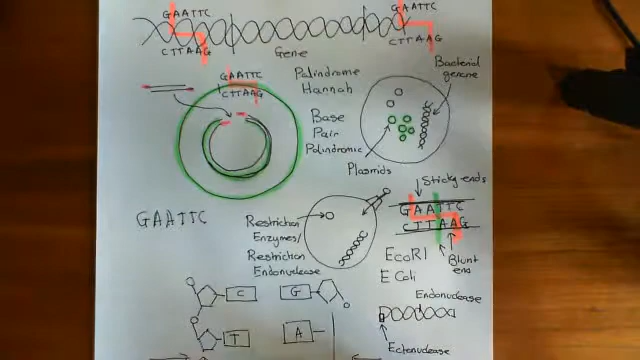 GAATTC
CTTAAG
GAATTC
CTTAAG
Gene
GAATTC
CTTAAG
Palindrome
Hannah
Base
Pair
Palindromic
Bacterial
genome
Plasmids
Sticky ends
GAATTC
CTTAAG
Blunt
end
GAATTC
Restriction
Enzymes/
Restriction
Endonuclease
EcoRI
E Coli
Endonuclease
Ectonuclease
C
G
T
A